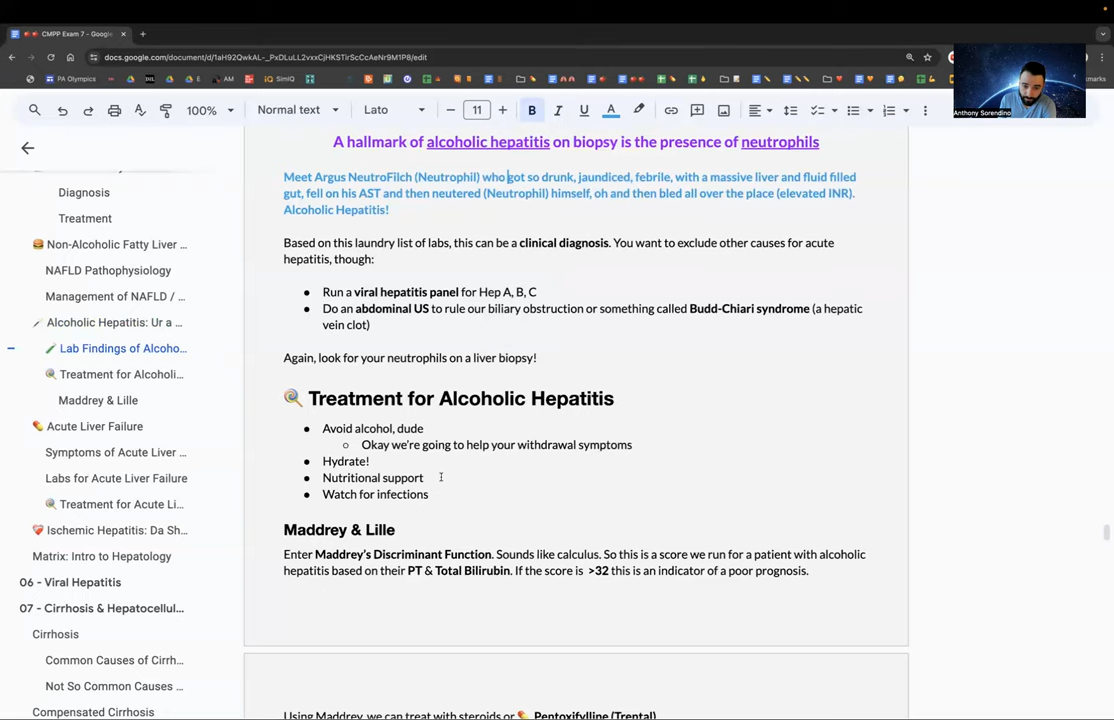 CMPP Exam 7 - Google
docs.google.com/document/d/1aH92QwkAL-_PxDLuLL2vxxCjHKSTirScCcAeNr9M1P8/edit
PA Olympics
DSL
E
AM
IQ SimIQ
100%
Normal text
Lato
11
B
I
U
A
Anthony Sorendino
A hallmark of alcoholic hepatitis on biopsy is the presence of neutrophils
Meet Argus NeutroFilch (Neutrophil) who got so drunk, jaundiced, febrile, with a massive liver and fluid filled
gut, fell on his AST and then neutered (Neutrophil) himself, oh and then bled all over the place (elevated INR).
Alcoholic Hepatitis!
Based on this laundry list of labs, this can be a clinical diagnosis. You want to exclude other causes for acute
hepatitis, though:
● Run a viral hepatitis panel for Hep A, B, C
● Do an abdominal US to rule our biliary obstruction or something called Budd-Chiari syndrome (a hepatic
vein clot)
Again, look for your neutrophils on a liver biopsy!
Treatment for Alcoholic Hepatitis
● Avoid alcohol, dude
○ Okay we're going to help your withdrawal symptoms
● Hydrate!
● Nutritional support
● Watch for infections
Maddrey & Lille
Enter Maddrey's Discriminant Function. Sounds like calculus. So this is a score we run for a patient with alcoholic
hepatitis based on their PT & Total Bilirubin. If the score is >32 this is an indicator of a poor prognosis.
Using Maddrey, we can treat with steroids or 💊 Pentoxifylline (Trental)
Diagnosis
Treatment
🍔 Non-Alcoholic Fatty Liver ...
NAFLD Pathophysiology
Management of NAFLD / ...
Alcoholic Hepatitis: Ur a ...
🧪 Lab Findings of Alcoho...
🍭 Treatment for Alcoholi...
Maddrey & Lille
💊 Acute Liver Failure
Symptoms of Acute Liver ...
Labs for Acute Liver Failure
🍭 Treatment for Acute Li...
❤️‍🩹 Ischemic Hepatitis: Da Sh...
Matrix: Intro to Hepatology
06 - Viral Hepatitis
07 - Cirrhosis & Hepatocellul...
Cirrhosis
Common Causes of Cirrh...
Not So Common Causes ...
Compensated Cirrhosis